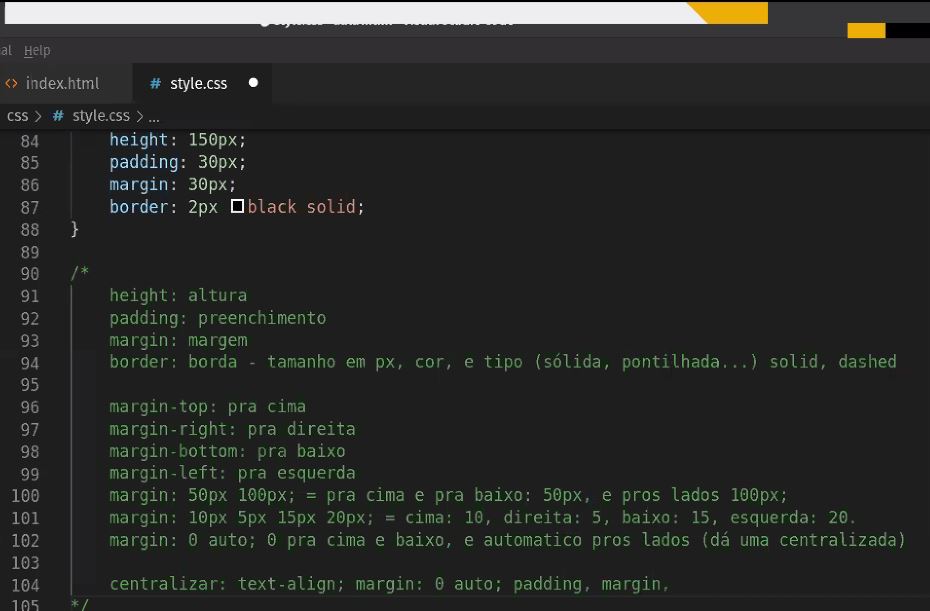 al Help
<> index.html # style.css ●
css > # style.css > ...
84 height: 150px;
85 padding: 30px;
86 margin: 30px;
87 border: 2px black solid;
88 }
89
90 /*
91 height: altura
92 padding: preenchimento
93 margin: margem
94 border: borda - tamanho em px, cor, e tipo (sólida, pontilhada...) solid, dashed
95
96 margin-top: pra cima
97 margin-right: pra direita
98 margin-bottom: pra baixo
99 margin-left: pra esquerda
100 margin: 50px 100px; = pra cima e pra baixo: 50px, e pros lados 100px;
101 margin: 10px 5px 15px 20px; = cima: 10, direita: 5, baixo: 15, esquerda: 20.
102 margin: 0 auto; 0 pra cima e baixo, e automatico pros lados (dá uma centralizada)
103
104 centralizar: text-align; margin: 0 auto; padding, margin,
105 */